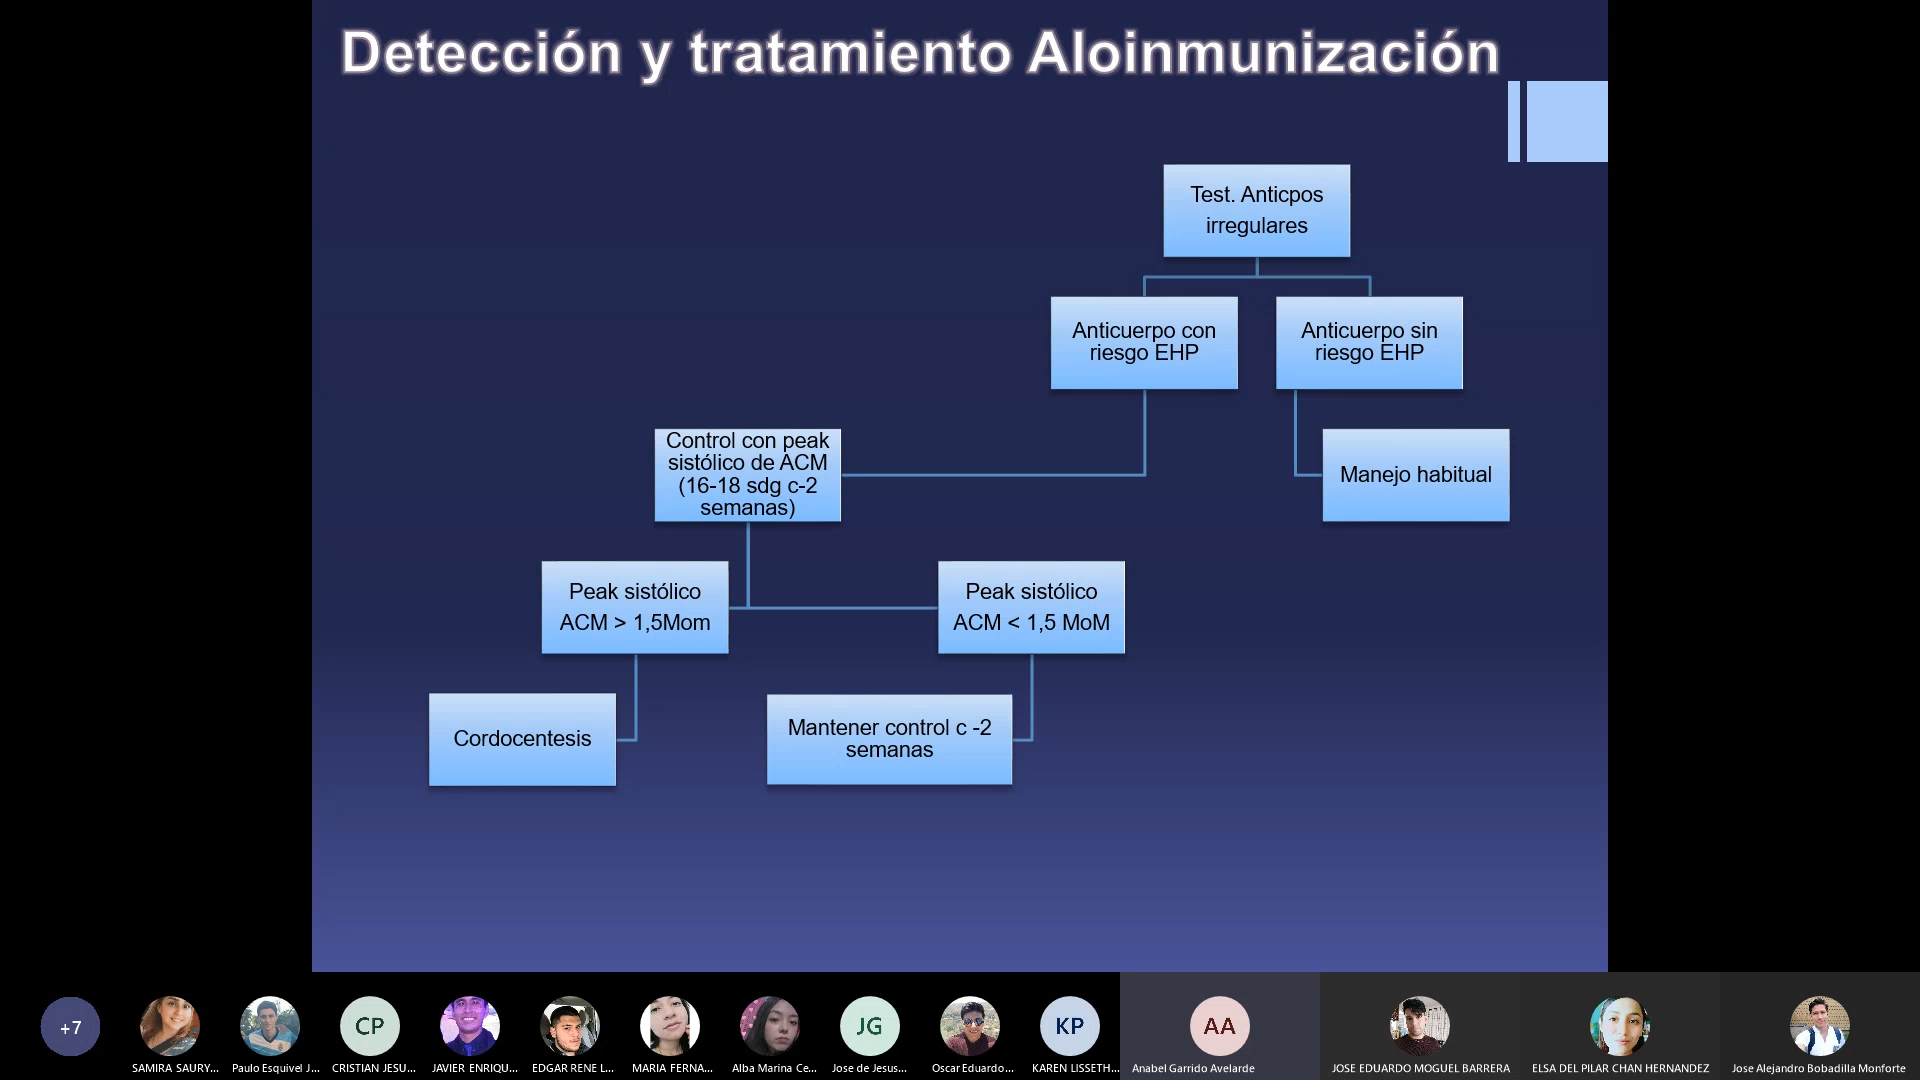 Detección y tratamiento Aloinmunización
Test. Anticpos
irregulares
Anticuerpo con
riesgo EHP
Anticuerpo sin
riesgo EHP
Control con peak
sistólico de ACM
(16-18 sdg c-2
semanas)
Manejo habitual
Peak sistólico
ACM > 1,5Mom
Peak sistólico
ACM < 1,5 MoM
Cordocentesis
Mantener control c -2
semanas
+7
CP
JG
KP
AA
SAMIRA SAURY...
Paulo Esquivel J...
CRISTIAN JESU...
JAVIER ENRIQU...
EDGAR RENE L...
MARIA FERNA...
Alba Marina Ce...
Jose de Jesus...
Oscar Eduardo...
KAREN LISSETH...
Anabel Garrido Avelarde
JOSE EDUARDO MOGUEL BARRERA
ELSA DEL PILAR CHAN HERNANDEZ
Jose Alejandro Bobadilla Monforte